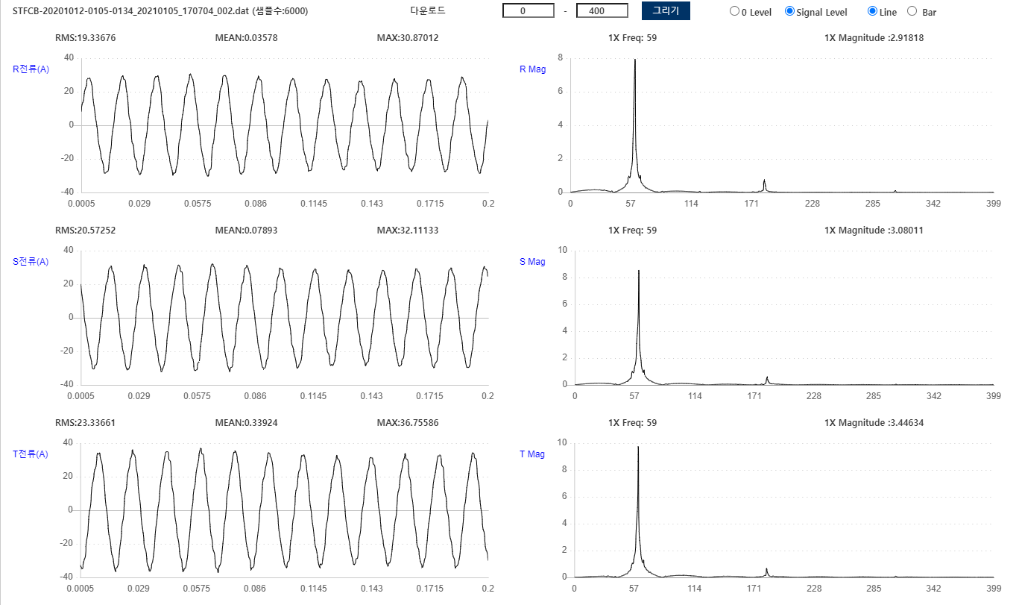 STFCB-20201012-0105-0134_20210105_170704_002.dat (샘플수:6000) 다운로드 0 - 400 그리기 0 Level Signal Level Line Bar
RMS:19.33676 MEAN:0.03578 MAX:30.87012 1X Freq: 59 1X Magnitude :2.91818
R전류(A)
40
20
0
-20
-40
0.0005 0.029 0.0575 0.086 0.1145 0.143 0.1715 0.2
R Mag
8
6
4
2
0
0 57 114 171 228 285 342 399
RMS:20.57252 MEAN:0.07893 MAX:32.11133 1X Freq: 59 1X Magnitude :3.08011
S전류(A)
40
20
0
-20
-40
0.0005 0.029 0.0575 0.086 0.1145 0.143 0.1715 0.2
S Mag
10
8
6
4
2
0
0 57 114 171 228 285 342 399
RMS:23.33661 MEAN:0.33924 MAX:36.75586 1X Freq: 59 1X Magnitude :3.44634
T전류(A)
40
20
0
-20
-40
0.0005 0.029 0.0575 0.086 0.1145 0.143 0.1715 0.2
T Mag
10
8
6
4
2
0
0 57 114 171 228 285 342 399